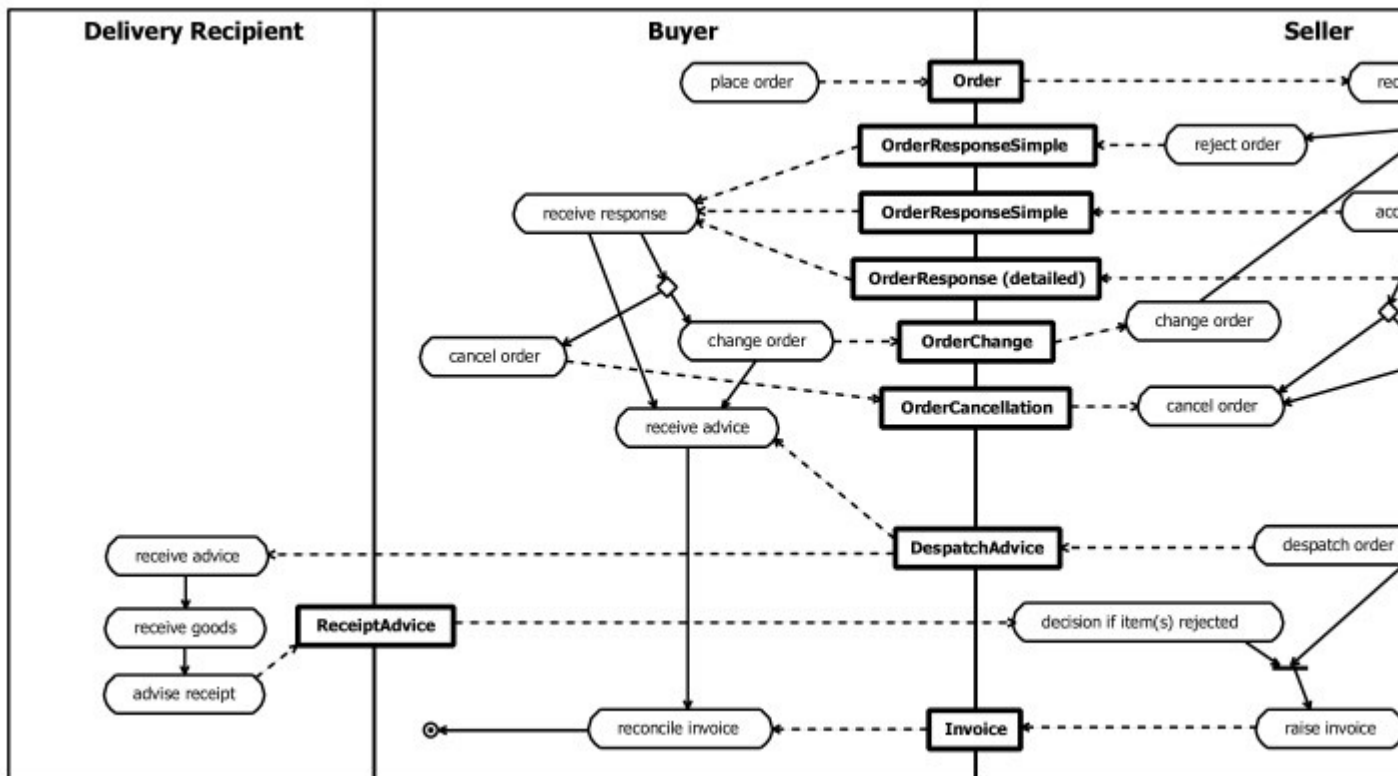 Delivery Recipient
Buyer
Seller
place order
Order
OrderResponseSimple
reject order
receive response
OrderResponseSimple
OrderResponse (detailed)
change order
OrderChange
change order
cancel order
OrderCancellation
cancel order
receive advice
receive advice
DespatchAdvice
despatch order
receive goods
ReceiptAdvice
decision if item(s) rejected
advise receipt
reconcile invoice
Invoice
raise invoice